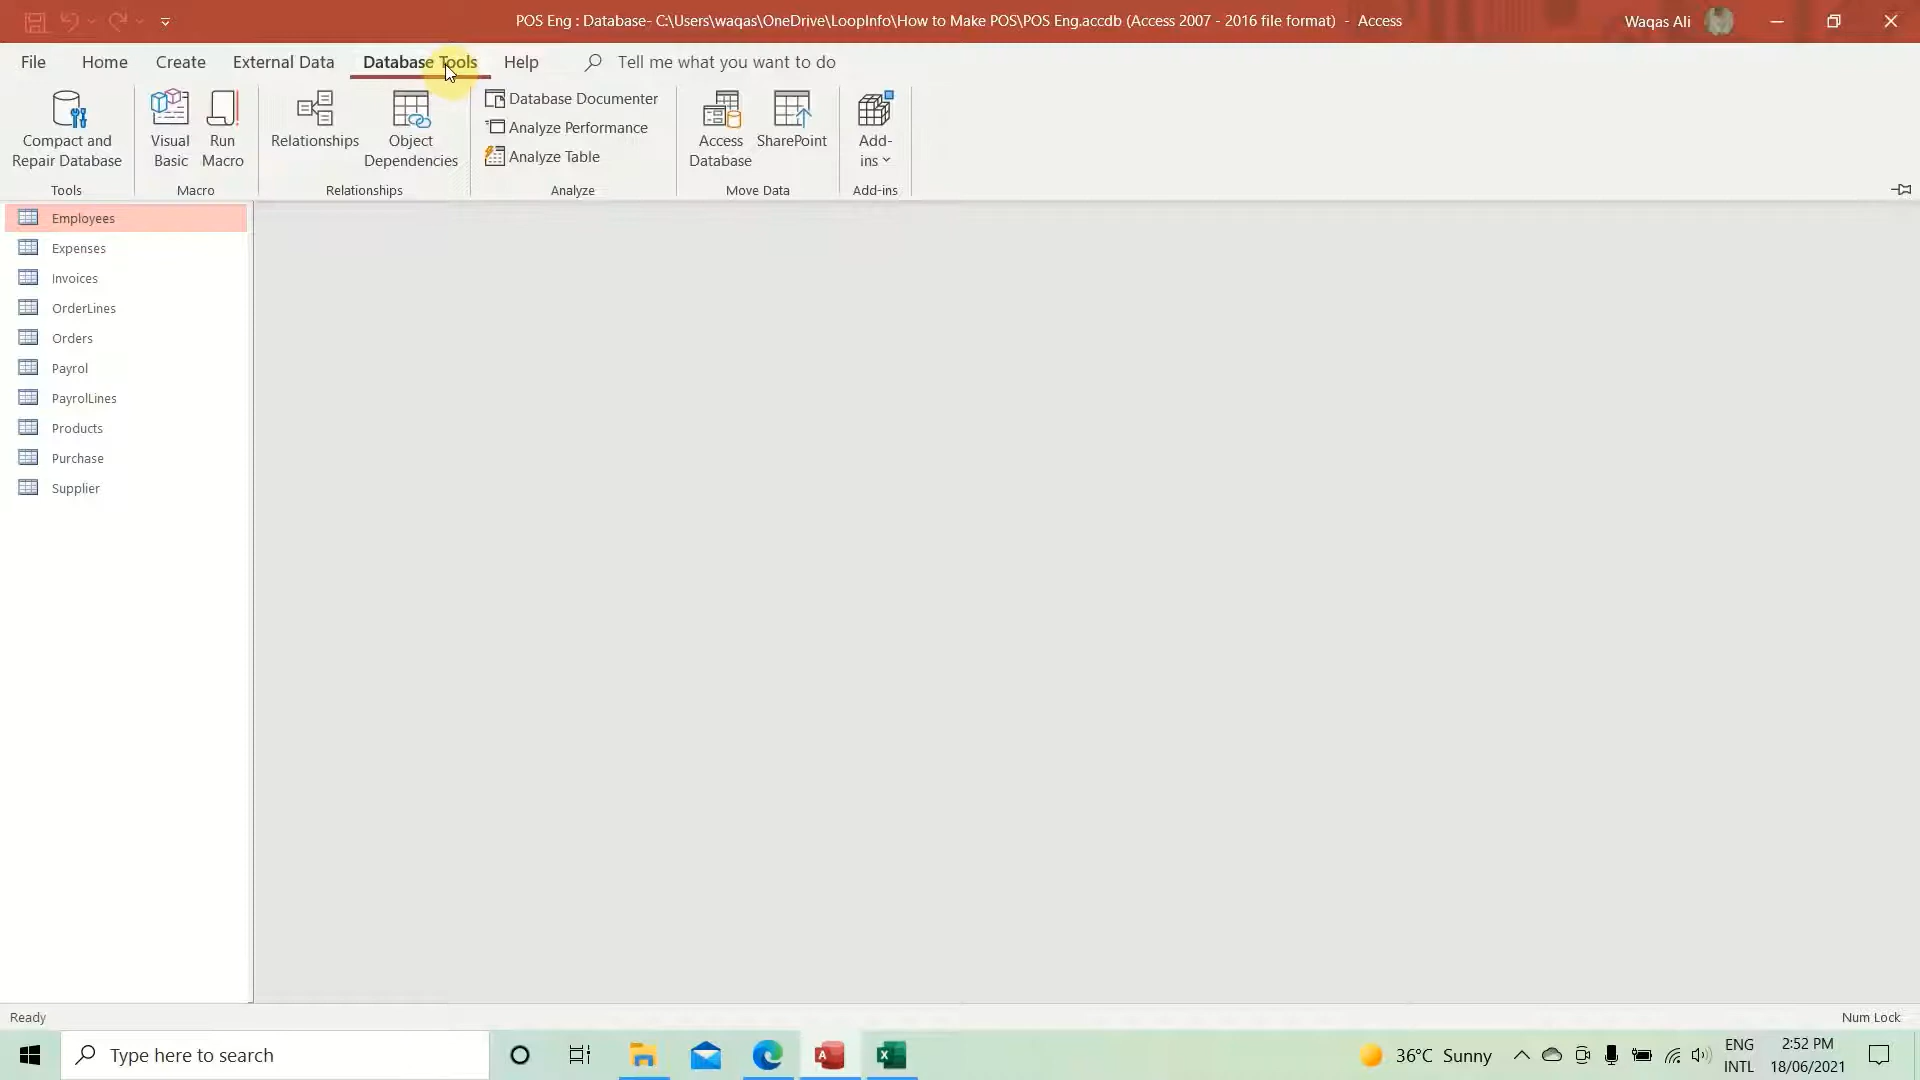 POS Eng : Database- C:\Users\waqas\OneDrive\LoopInfo\How to Make POS\POS Eng.accdb (Access 2007 - 2016 file format) - Access
Waqas Ali
File Home Create External Data Database Tools Help Tell me what you want to do
Compact and
Repair Database
Visual
Basic
Run
Macro
Relationships
Object
Dependencies
Database Documenter
Analyze Performance
Analyze Table
Access
Database
SharePoint
Add-
ins
Tools Macro Relationships Analyze Move Data Add-ins
Employees
Expenses
Invoices
OrderLines
Orders
Payrol
PayrolLines
Products
Purchase
Supplier
Ready
Num Lock
Type here to search
36°C Sunny
ENG
INTL
2:52 PM
18/06/2021